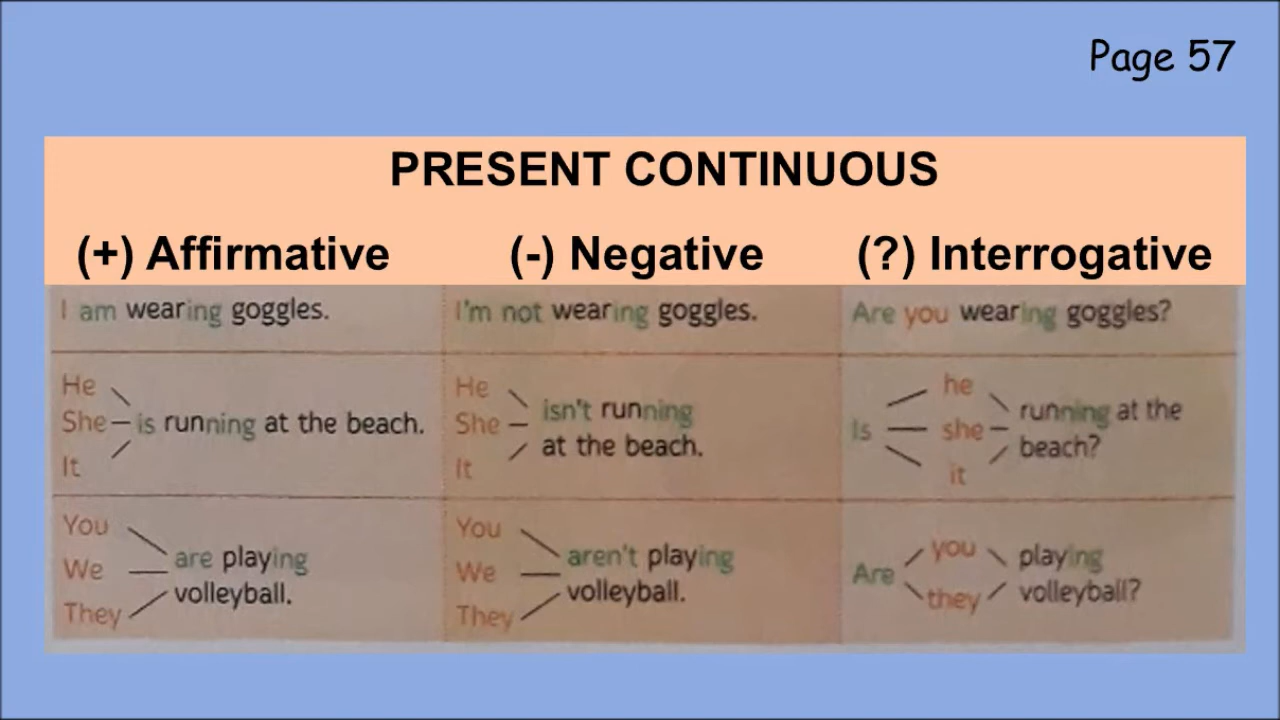 Page 57
PRESENT CONTINUOUS
(+) Affirmative
(-) Negative
(?) Interrogative
I am wearing goggles.
I'm not wearing goggles.
Are you wearing goggles?
He
She
It
is running at the beach.
He
She
It
isn't running
at the beach.
Is
he
she
it
running at the
beach?
You
We
They
are playing
volleyball.
You
We
They
aren't playing
volleyball.
Are
you
they
playing
volleyball?